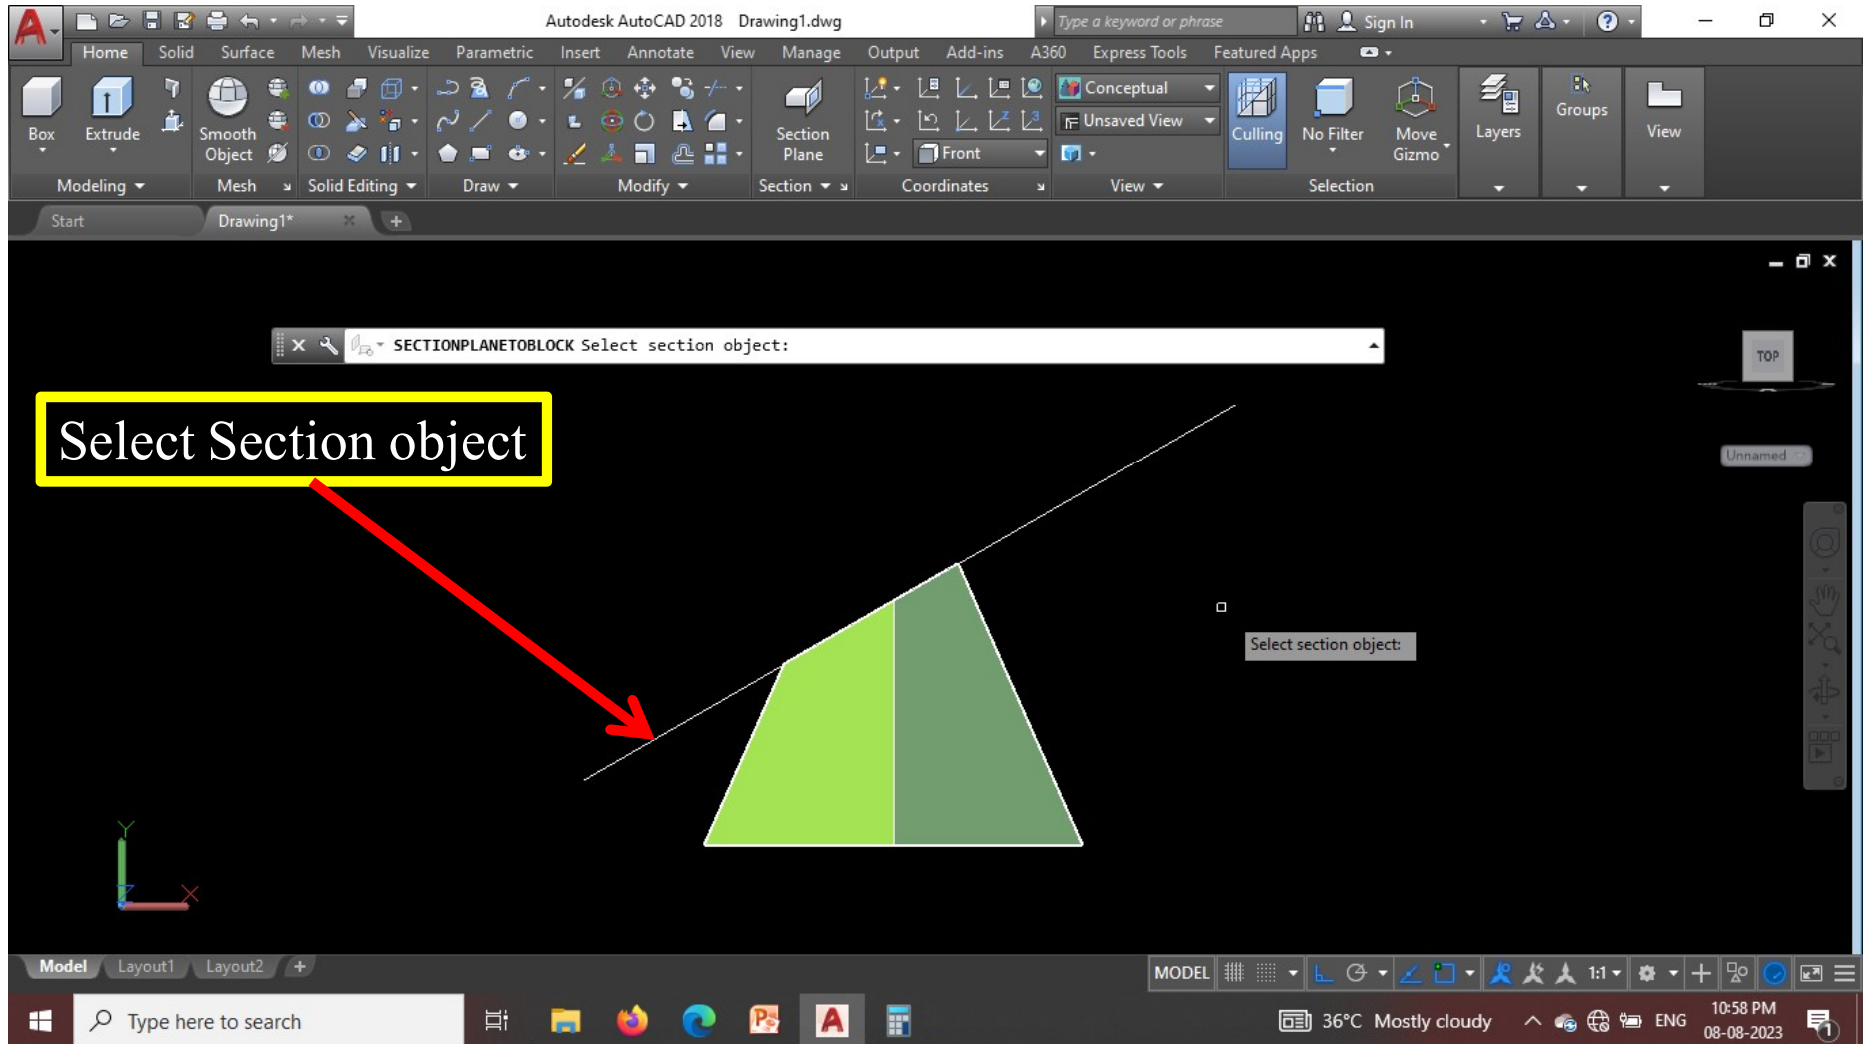 Autodesk AutoCAD 2018 Drawing1.dwg
Type a keyword or phrase
Sign In
Home Solid Surface Mesh Visualize Parametric Insert Annotate View Manage Output Add-ins A360 Express Tools Featured Apps
Box
Extrude
Smooth Object
Section Plane
Front
Conceptual
Unsaved View
Culling
No Filter
Move Gizmo
Layers
Groups
View
Modeling
Mesh
Solid Editing
Draw
Modify
Section
Coordinates
View
Selection
Start
Drawing1*
SECTIONPLANETOBLOCK Select section object:
TOP
Select Section object
Unnamed
Select section object:
Y
X
Z
Model Layout1 Layout2
MODEL
1:1
Type here to search
36°C Mostly cloudy
ENG
10:58 PM
08-08-2023
1